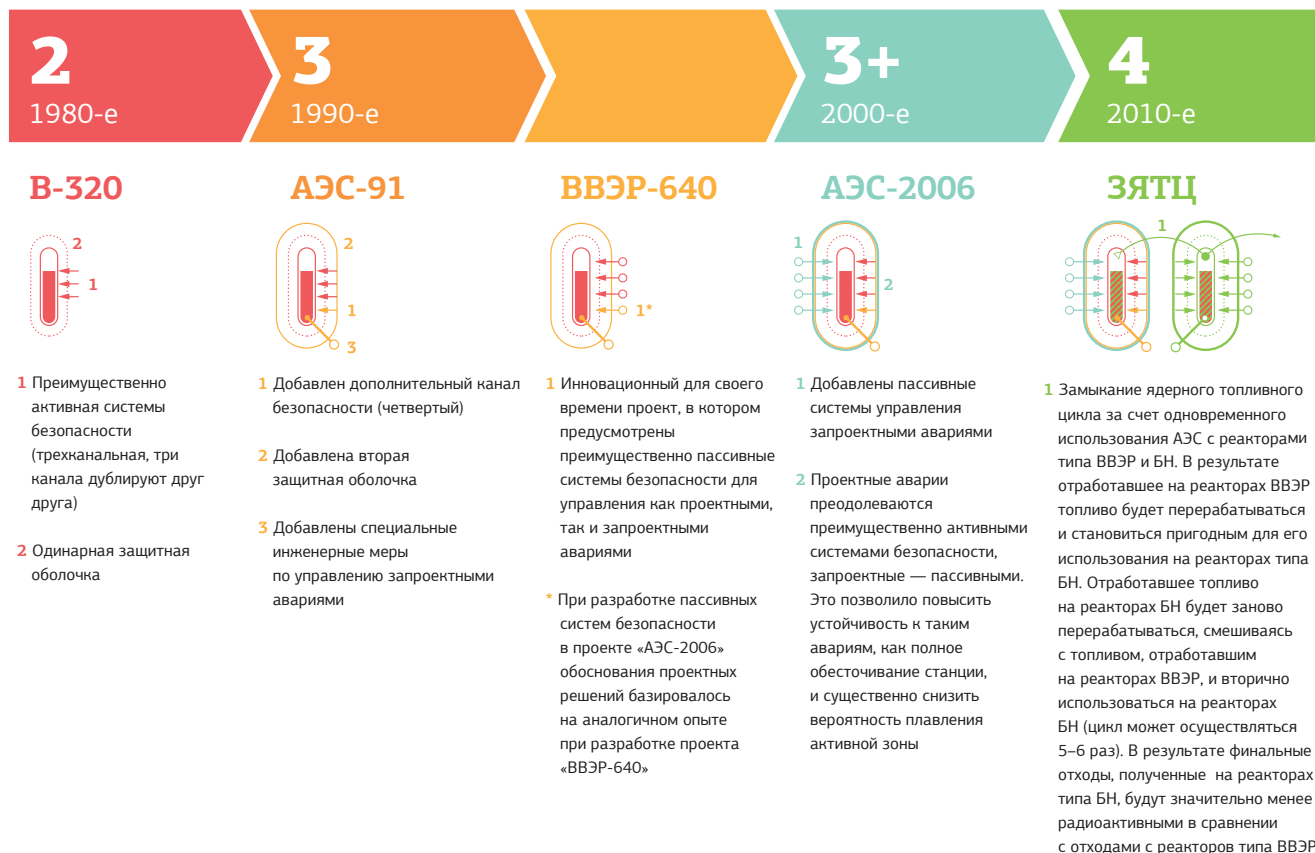 2
1980-е
3
1990-е
3+
2000-е
4
2010-е
В-320
2
1
1 Преимущественно
активная системы
безопасности
(трехканальная, три
канала дублируют друг
друга)
2 Одинарная защитная
оболочка
АЭС-91
2
1
3
1 Добавлен дополнительный канал
безопасности (четвертый)
2 Добавлена вторая
защитная оболочка
3 Добавлены специальные
инженерные меры
по управлению запроектными
авариями
ВВЭР-640
1*
1 Инновационный для своего
времени проект, в котором
предусмотрены
преимущественно пассивные
системы безопасности для
управления как проектными,
так и запроектными
авариями
* При разработке пассивных
систем безопасности
в проекте «АЭС-2006»
обоснования проектных
решений базировалось
на аналогичном опыте
при разработке проекта
«ВВЭР-640»
АЭС-2006
1
2
1 Добавлены пассивные
системы управления
запроектными авариями
2 Проектные аварии
преодолеваются
преимущественно активными
системами безопасности,
запроектные — пассивными.
Это позволило повысить
устойчивость к таким
авариям, как полное
обесточивание станции,
и существенно снизить
вероятность плавления
активной зоны
ЗЯТЦ
1
1 Замыкание ядерного топливного
цикла за счет одновременного
использования АЭС с реакторами
типа ВВЭР и БН. В результате
отработавшее на реакторах ВВЭР
топливо будет перерабатываться
и становиться пригодным для его
использования на реакторах типа
БН. Отработавшее топливо
на реакторах БН будет заново
перерабатываться, смешиваясь
с топливом, отработавшим
на реакторах ВВЭР, и вторично
использоваться на реакторах
БН (цикл может осуществляться
5–6 раз). В результате финальные
отходы, полученные на реакторах
типа БН, будут значительно менее
радиоактивными в сравнении
с отходами с реакторов типа ВВЭР